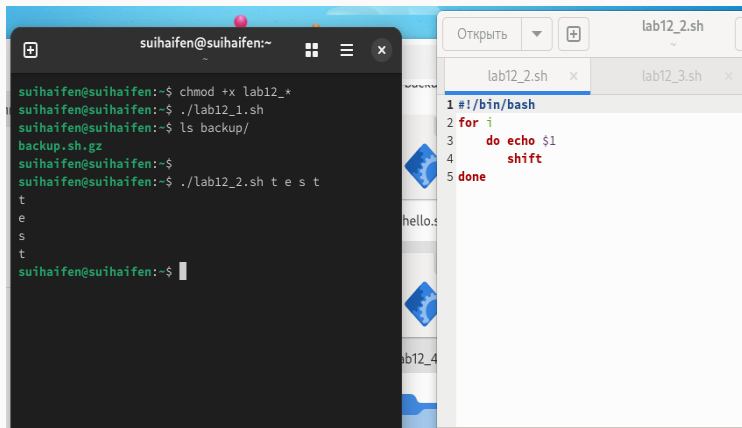 suihaifen@suihaifen:~
~
suihaifen@suihaifen:~$ chmod +x lab12_*
suihaifen@suihaifen:~$ ./lab12_1.sh
suihaifen@suihaifen:~$ ls backup/
backup.sh.gz
suihaifen@suihaifen:~$
suihaifen@suihaifen:~$ ./lab12_2.sh t e s t
t
e
s
t
suihaifen@suihaifen:~$
hello.s
ab12_4
Открыть
lab12_2.sh
~
lab12_2.sh
lab12_3.sh
1 #!/bin/bash
2 for i
3     do echo $1
4        shift
5 done